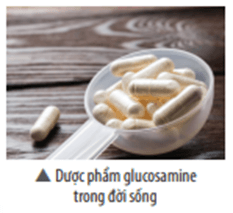 ▲ Dược phẩm glucosamine
trong đời sống